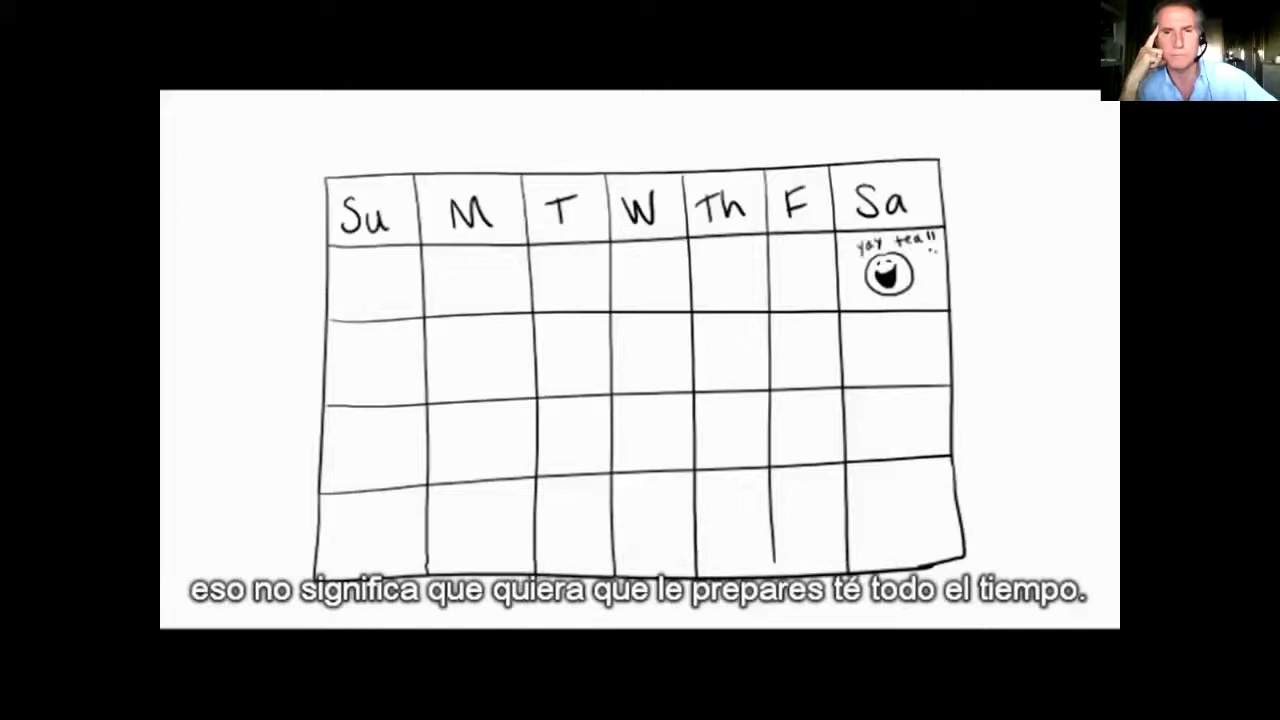 Su M T W Th F Sa
yay tea!!
eso no significa que quiera que le prepares té todo el tiempo.